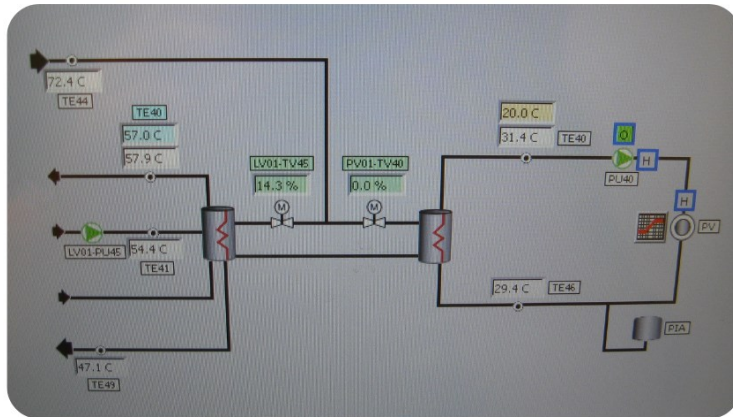 72.4 C
TE44
TE40
57.0 C
57.9 C
LV01-TV45
14.3 %
PV01-TV40
0.0 %
20.0 C
31.4 C
TE40
H
PU40
H
PV
LV01-PU45
54.4 C
TE41
29.4 C
TE46
PIA
47.1 C
TE49
M
M